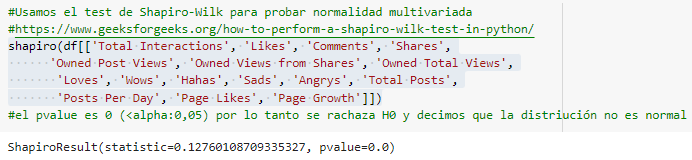 #Usamos el test de Shapiro-Wilk para probar normalidad multivariada
#https://www.geeksforgeeks.org/how-to-perform-a-shapiro-wilk-test-in-python/
shapiro(df[['Total Interactions', 'Likes', 'Comments', 'Shares',
'Owned Post Views', 'Owned Views from Shares', 'Owned Total Views',
'Loves', 'Wows', 'Hahas', 'Sads', 'Angrys', 'Total Posts',
'Posts Per Day', 'Page Likes', 'Page Growth']])
#el pvalue es 0 (<alpha:0,05) por lo tanto se rachaza H0 y decimos que la distriución no es normal
ShapiroResult(statistic=0.12760108709335327, pvalue=0.0)